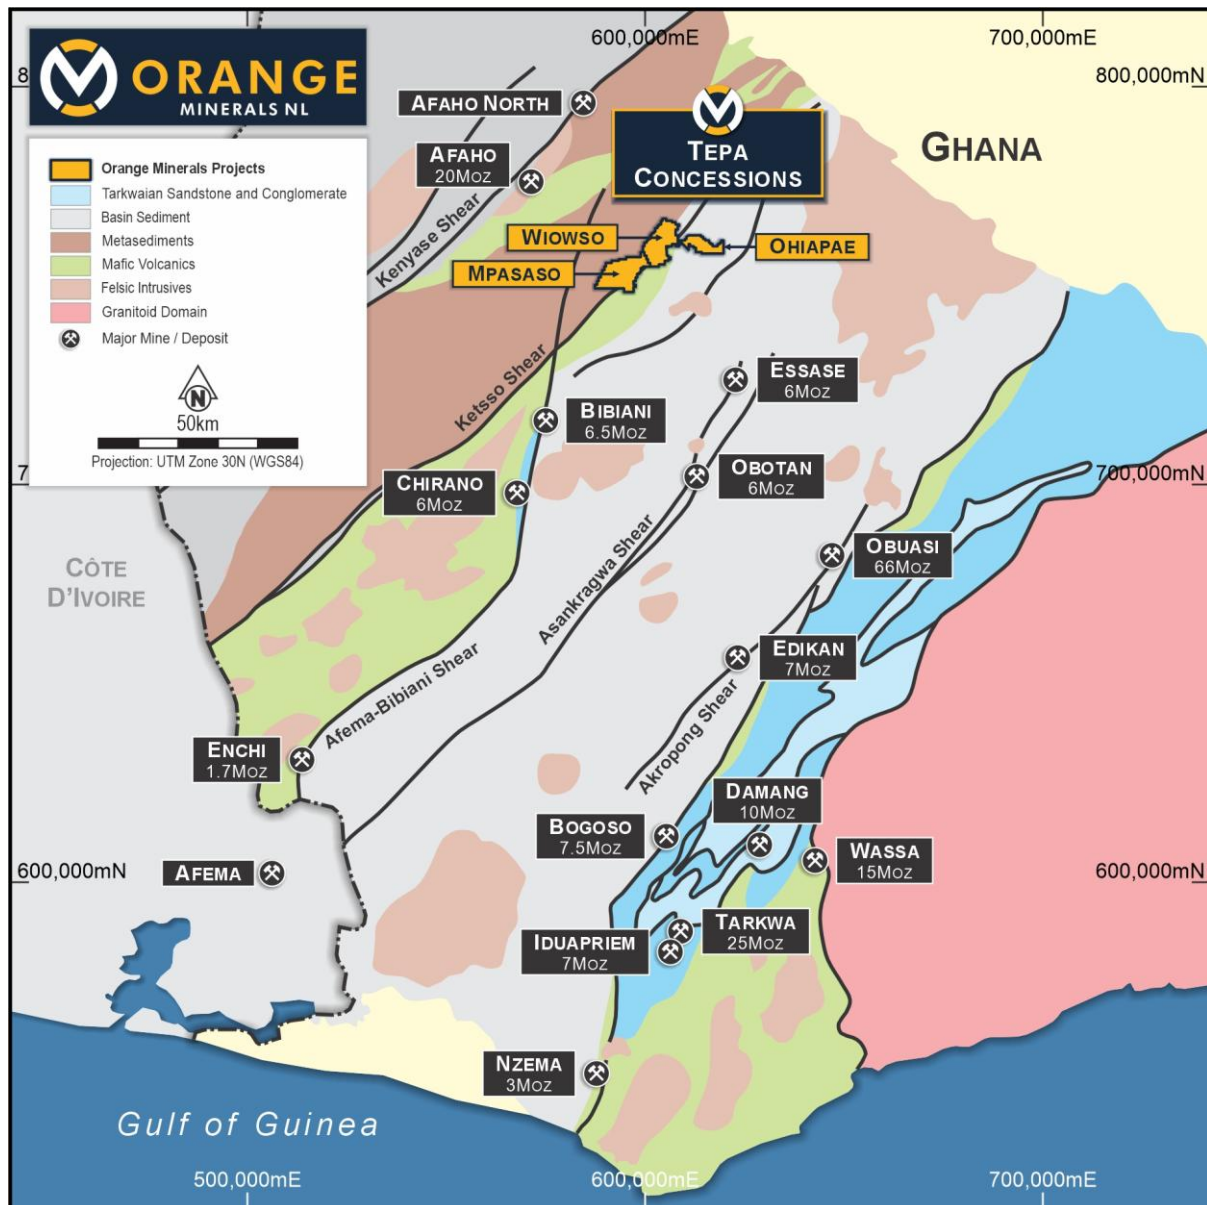 600,000mE
700,000mE
ORANGE
MINERALS NL
8
800,000mN
AFAHO NORTH
GHANA
TEPA
CONCESSIONS
AFAHO
20MOZ
Orange Minerals Projects
Tarkwaian Sandstone and Conglomerate
Basin Sediment
Metasediments
Mafic Volcanics
Felsic Intrusives
Granitoid Domain
Major Mine / Deposit
N
50km
Projection: UTM Zone 30N (WGS84)
Kenyase Shear
WIOWSO
OHIAPAE
MPASASO
Ketsso Shear
ESSASE
6MOZ
BIBIANI
6.5MOZ
OBOTAN
6MOZ
CHIRANO
6MOZ
7
700,000mN
Asankragwa Shear
OBUASI
66MOZ
CÔTE
D'IVOIRE
EDIKAN
7MOZ
Afema-Bibiani Shear
Akropong Shear
ENCHI
1.7MOZ
DAMANG
10MOZ
BOGOSO
7.5MOZ
WASSA
15MOZ
600,000mN
AFEMA
600,000mN
TARKWA
25MOZ
IDUAPRIEM
7MOZ
NZEMA
3MOZ
Gulf of Guinea
500,000mE
600,000mE
700,000mE